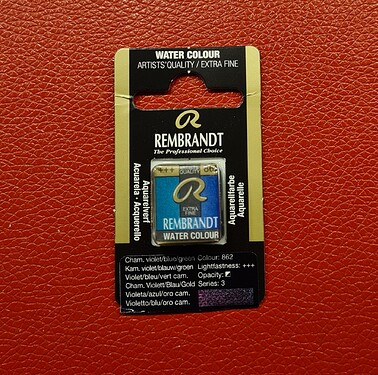 WATER COLOUR
ARTISTS' QUALITY / EXTRA FINE
R
REMBRANDT
The Professional Choice
Aquarelverf
Acuarela · Acquerello
+++ QUALITY
R
EXTRA
FINE
REMBRANDT
WATER COLOUR
Aquarellfarbe
Aquarelle
Cham. violet/blue/green Colour: 862
Kam. violet/blauw/groen Lightfastness: +++
Violet/bleu/vert cam. Opacity:
Cham. Violett/Blau/Gold Series: 3
Violeta/azul/oro cam.
Violetto/blu/oro cam.